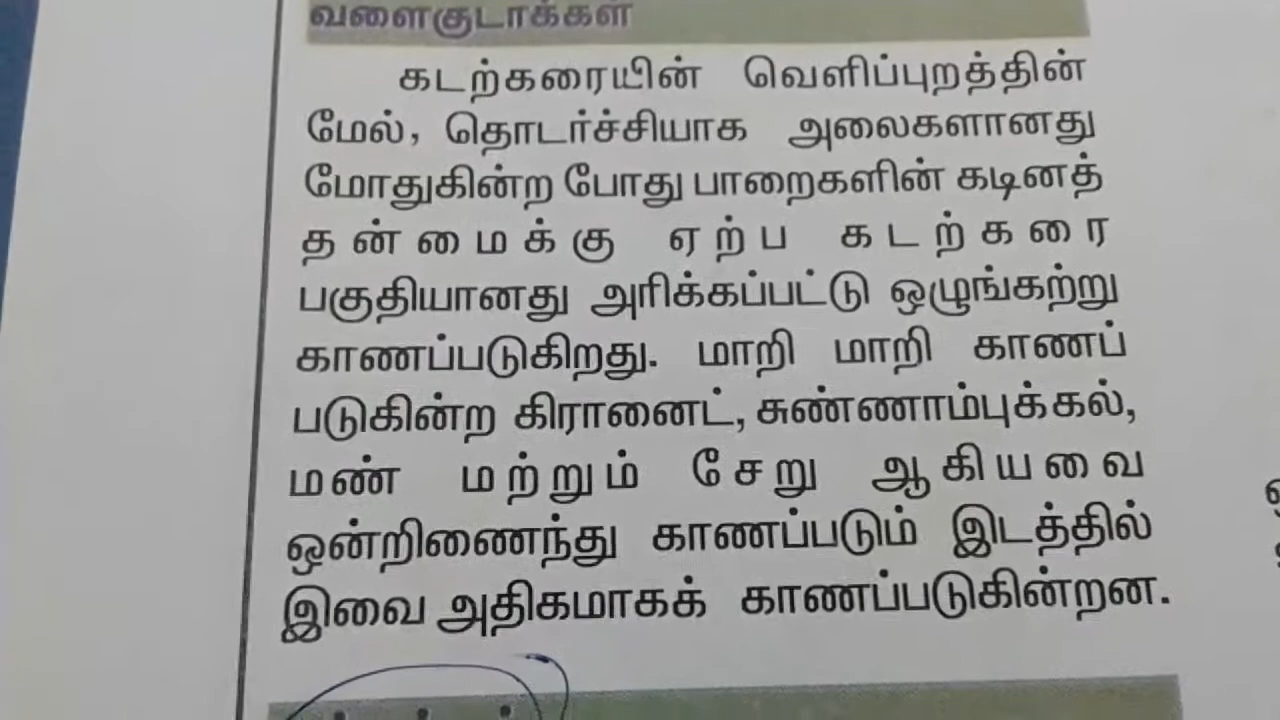 வளைகுடாக்கள்
கடற்கரையின் வெளிப்புறத்தின்
மேல், தொடர்ச்சியாக அலைகளானது
மோதுகின்ற போது பாறைகளின் கடினத்
தன்மைக்கு ஏற்ப கடற்கரை
பகுதியானது அரிக்கப்பட்டு ஒழுங்கற்று
காணப்படுகிறது. மாறி மாறி காணப்
படுகின்ற கிரானைட், சுண்ணாம்புக்கல்,
மண் மற்றும் சேறு ஆகியவை
ஒன்றிணைந்து காணப்படும் இடத்தில்
இவை அதிகமாகக் காணப்படுகின்றன.